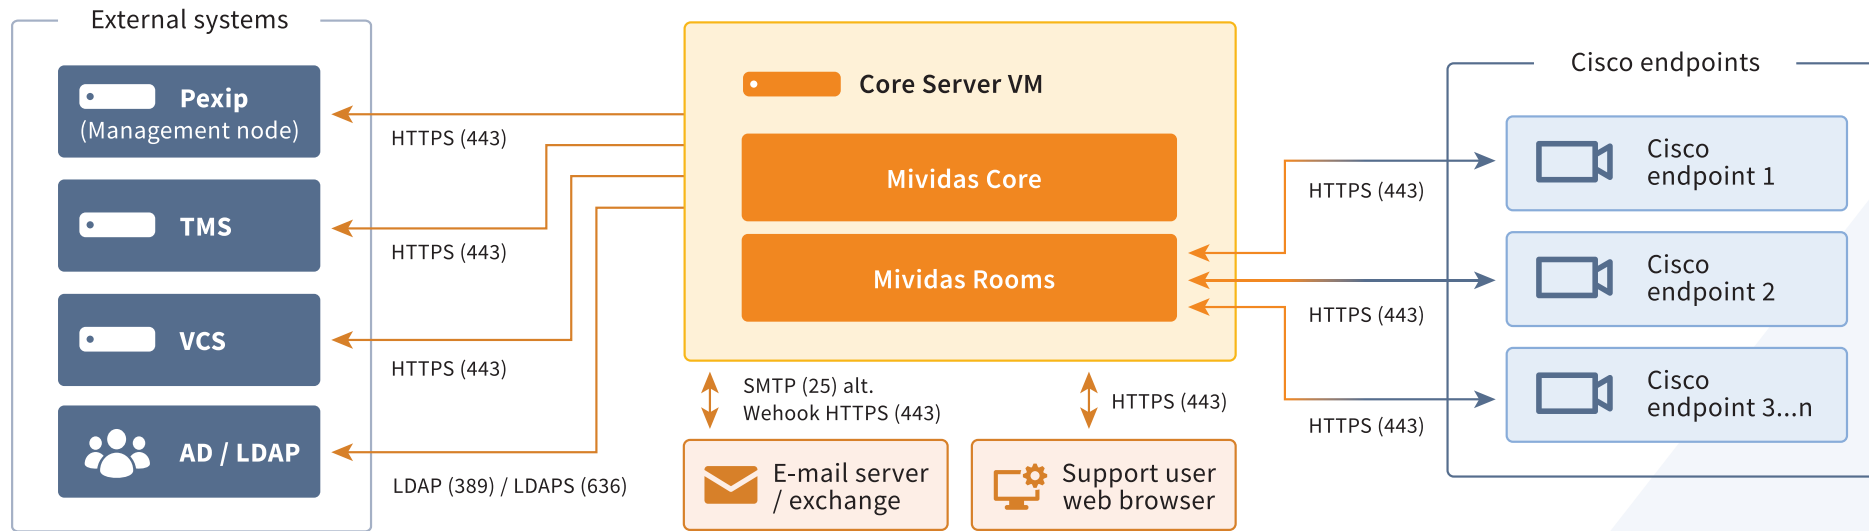 External systems
Pexip
(Management node)
HTTPS (443)
TMS
HTTPS (443)
VCS
HTTPS (443)
AD / LDAP
LDAP (389) / LDAPS (636)
Core Server VM
Mividas Core
Mividas Rooms
SMTP (25) alt.
Wehook HTTPS (443)
HTTPS (443)
E-mail server
/ exchange
Support user
web browser
Cisco endpoints
HTTPS (443)
Cisco
endpoint 1
HTTPS (443)
Cisco
endpoint 2
HTTPS (443)
Cisco
endpoint 3...n